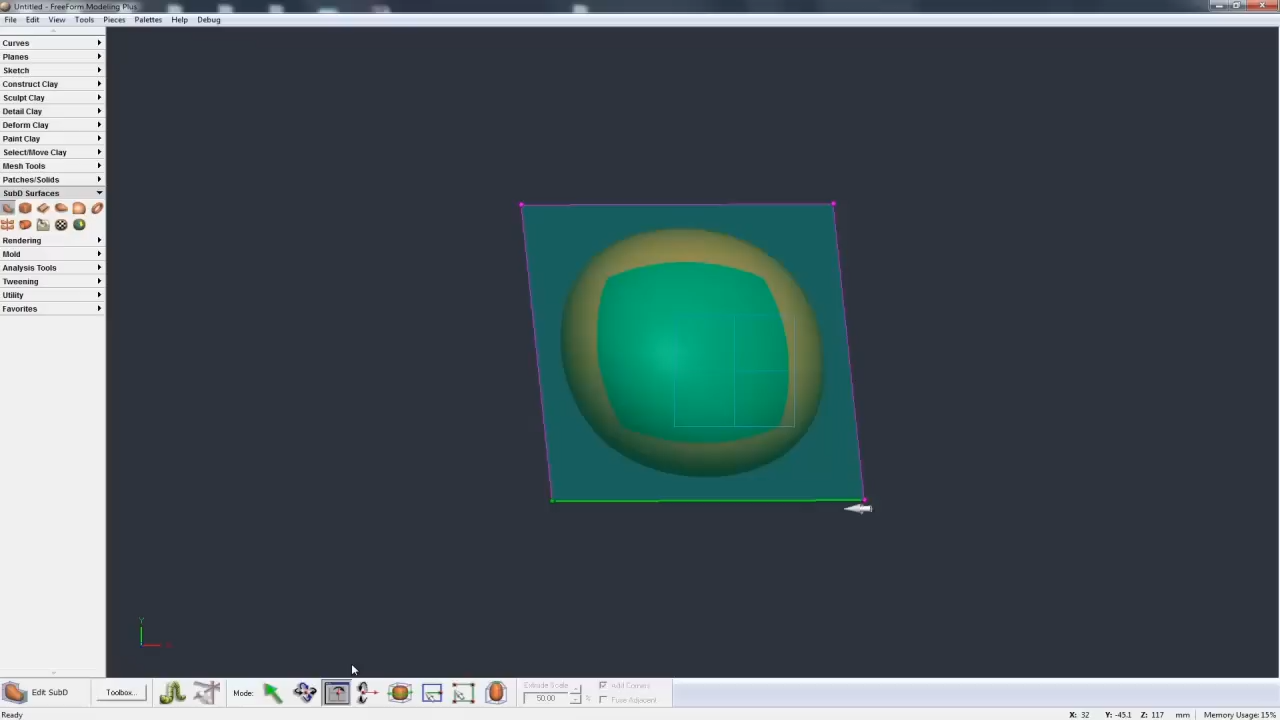 Untitled - FreeForm Modeling Plus
File Edit View Tools Pieces Palettes Help Debug
Curves
Planes
Sketch
Construct Clay
Sculpt Clay
Detail Clay
Deform Clay
Paint Clay
Select/Move Clay
Mesh Tools
Patches/Solids
SubD Surfaces
Rendering
Mold
Analysis Tools
Tweening
Utility
Favorites
Y
X
Edit SubD Toolbox... Mode: Extrude Scale 50.00 % Add Corners Fuse Adjacent
Ready X: 32 Y: -45.1 Z: 117 mm Memory Usage: 15%